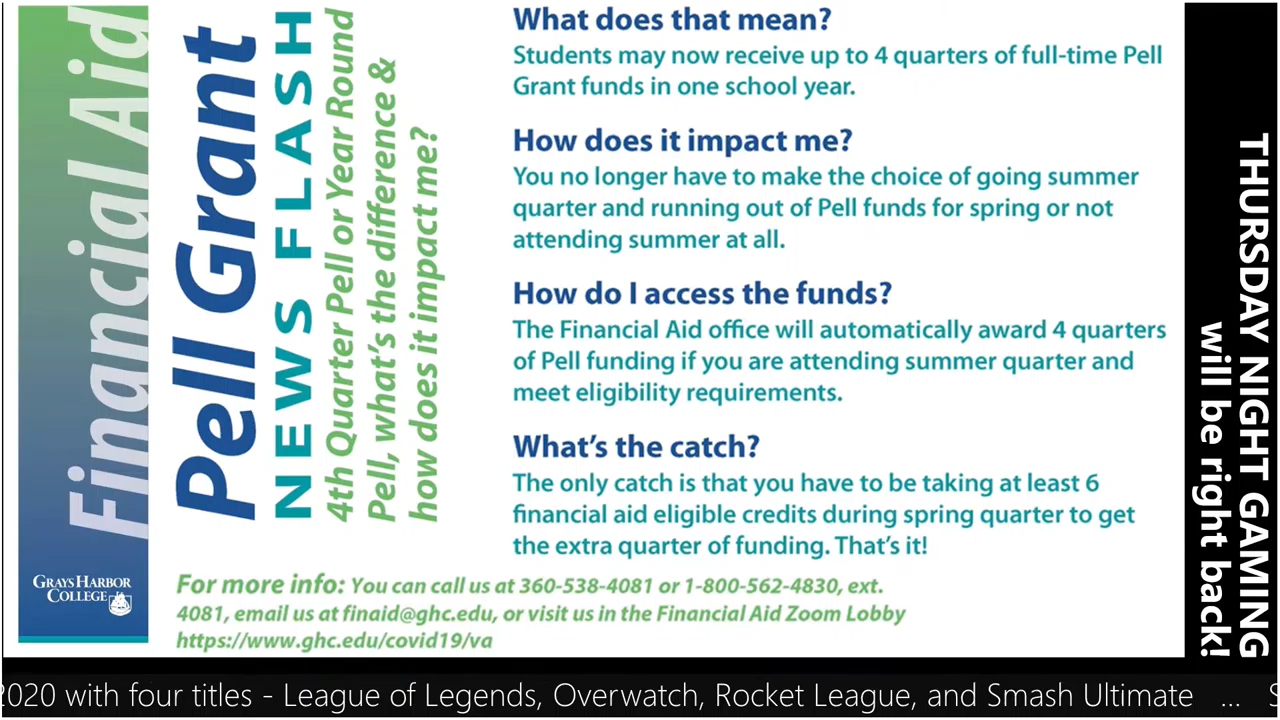 Financial Aid
Pell Grant
NEWS FLASH
4th Quarter Pell or Year Round
Pell, what's the difference &
how does it impact me?
What does that mean?
Students may now receive up to 4 quarters of full-time Pell
Grant funds in one school year.
How does it impact me?
You no longer have to make the choice of going summer
quarter and running out of Pell funds for spring or not
attending summer at all.
How do I access the funds?
The Financial Aid office will automatically award 4 quarters
of Pell funding if you are attending summer quarter and
meet eligibility requirements.
What's the catch?
The only catch is that you have to be taking at least 6
financial aid eligible credits during spring quarter to get
the extra quarter of funding. That's it!
GRAYS HARBOR
COLLEGE
For more info: You can call us at 360-538-4081 or 1-800-562-4830, ext.
4081, email us at finaid@ghc.edu, or visit us in the Financial Aid Zoom Lobby
https://www.ghc.edu/covid19/va
THURSDAY NIGHT GAMING
will be right back!
2020 with four titles - League of Legends, Overwatch, Rocket League, and Smash Ultimate ... S